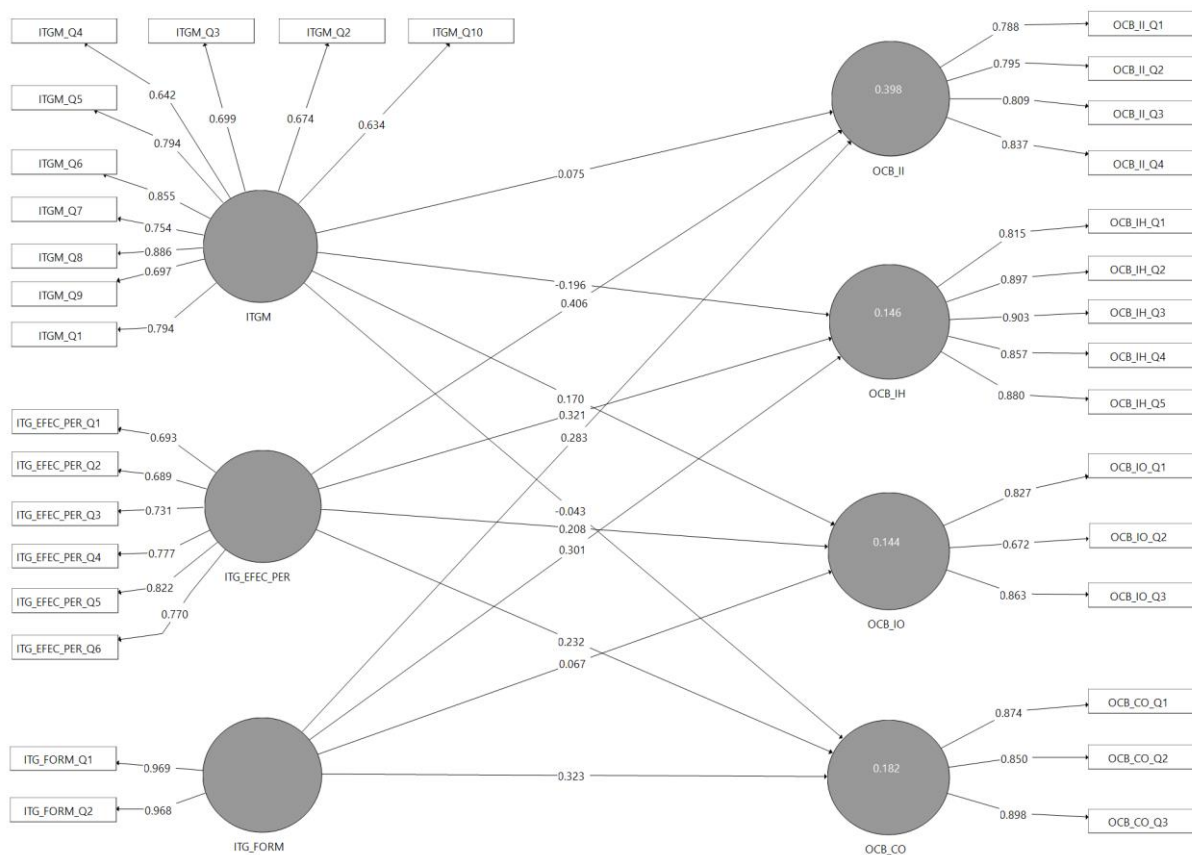 ITGM_Q4
ITGM_Q3
ITGM_Q2
ITGM_Q10
ITGM_Q5
ITGM_Q6
ITGM_Q7
ITGM_Q8
ITGM_Q9
ITGM_Q1
0.642
0.699
0.674
0.634
0.794
0.855
0.754
0.886
0.697
0.794
ITGM
ITG_EFEC_PER_Q1
ITG_EFEC_PER_Q2
ITG_EFEC_PER_Q3
ITG_EFEC_PER_Q4
ITG_EFEC_PER_Q5
ITG_EFEC_PER_Q6
0.693
0.689
0.731
0.777
0.822
0.770
ITG_EFEC_PER
ITG_FORM_Q1
ITG_FORM_Q2
0.969
0.968
ITG_FORM
0.075
-0.196
0.406
0.170
0.321
0.283
-0.043
0.208
0.301
0.232
0.067
0.323
0.398
OCB_II
0.788
0.795
0.809
0.837
OCB_II_Q1
OCB_II_Q2
OCB_II_Q3
OCB_II_Q4
0.146
OCB_IH
0.815
0.897
0.903
0.857
0.880
OCB_IH_Q1
OCB_IH_Q2
OCB_IH_Q3
OCB_IH_Q4
OCB_IH_Q5
0.144
OCB_IO
0.827
0.672
0.863
OCB_IO_Q1
OCB_IO_Q2
OCB_IO_Q3
0.182
OCB_CO
0.874
0.850
0.898
OCB_CO_Q1
OCB_CO_Q2
OCB_CO_Q3